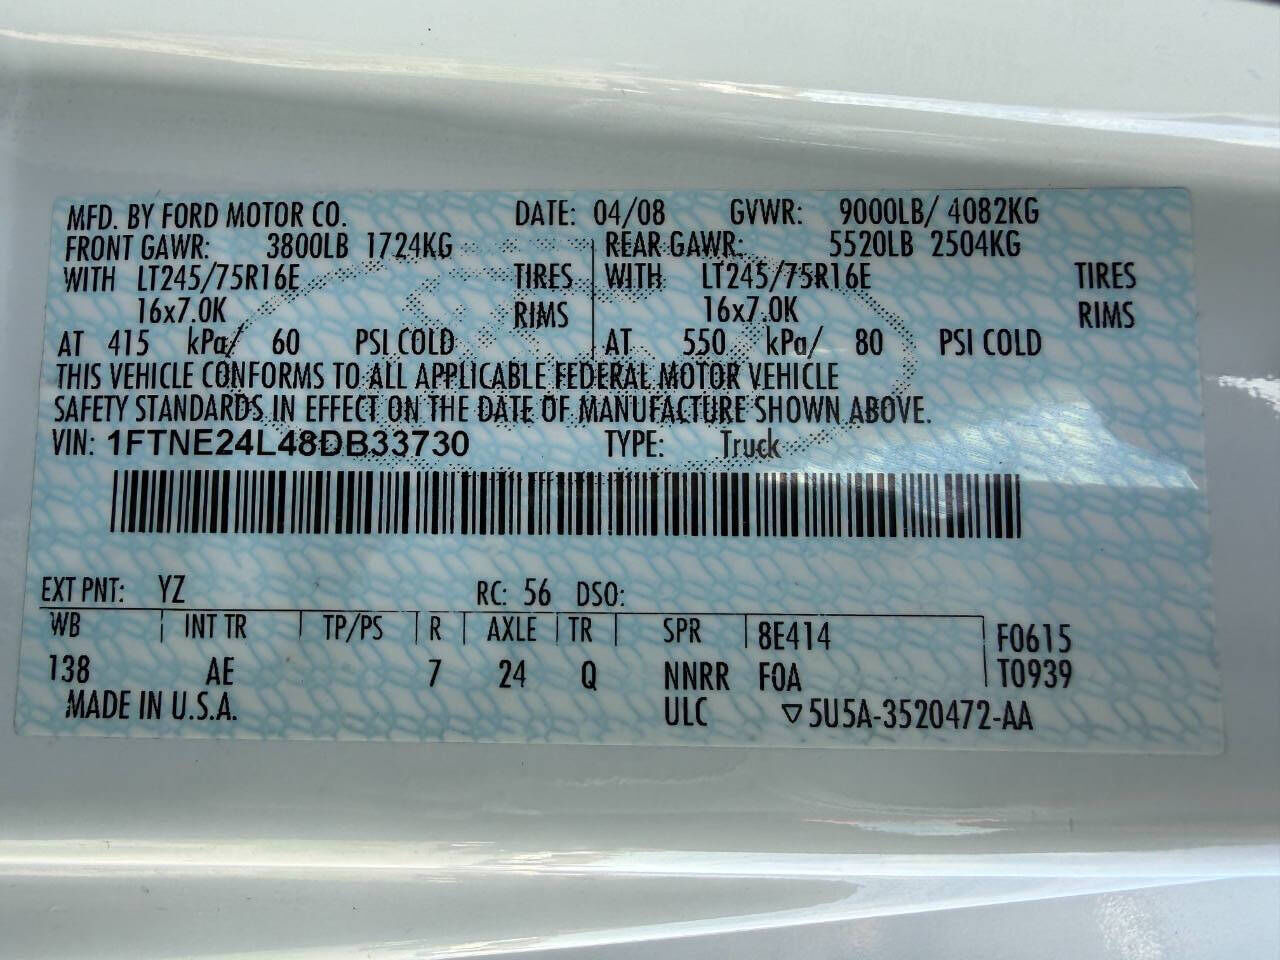 MFD. BY FORD MOTOR CO. DATE: 04/08 GVWR: 9000LB/ 4082KG
FRONT GAWR: 3800LB 1724KG REAR GAWR: 5520LB 2504KG
WITH LT245/75R16E TIRES WITH LT245/75R16E TIRES
16x7.0K RIMS 16x7.0K RIMS
AT 415 kPa/ 60 PSI COLD AT 550 kPa/ 80 PSI COLD
THIS VEHICLE CONFORMS TO ALL APPLICABLE FEDERAL MOTOR VEHICLE
SAFETY STANDARDS IN EFFECT ON THE DATE OF MANUFACTURE SHOWN ABOVE.
VIN: 1FTNE24L48DB33730 TYPE: Truck
EXT PNT: YZ RC: 56 DSO:
WB INT TR TP/PS R AXLE TR SPR 8E414 F0615
138 AE 7 24 Q NNRR FOA T0939
MADE IN U.S.A. ULC ▽5U5A-3520472-AA